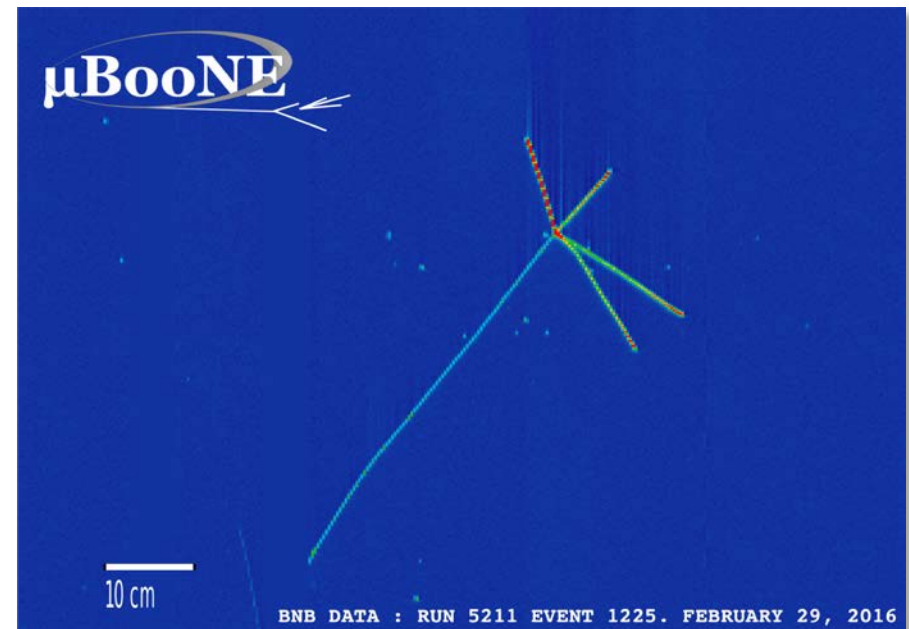 μBooNE
10 cm
BNB DATA : RUN 5211 EVENT 1225. FEBRUARY 29, 2016